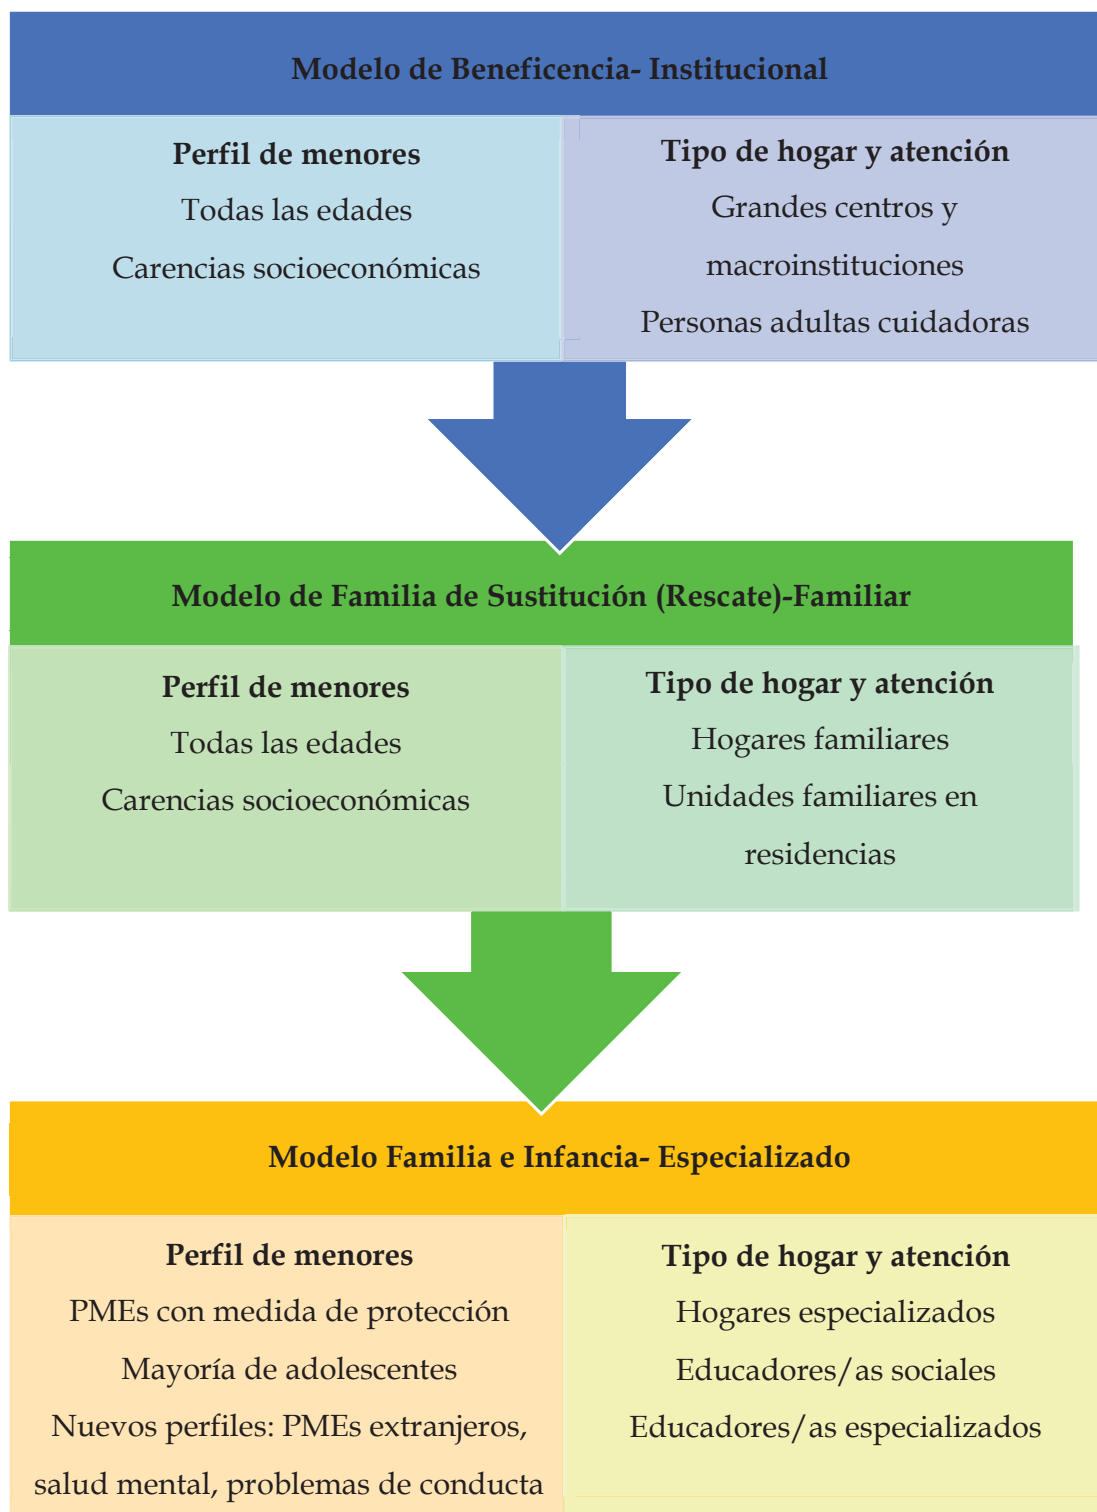 Modelo de Beneficencia- Institucional
Perfil de menores
Todas las edades
Carencias socioeconómicas
Tipo de hogar y atención
Grandes centros y
macroinstituciones
Personas adultas cuidadoras
Modelo de Familia de Sustitución (Rescate)-Familiar
Perfil de menores
Todas las edades
Carencias socioeconómicas
Tipo de hogar y atención
Hogares familiares
Unidades familiares en
residencias
Modelo Familia e Infancia- Especializado
Perfil de menores
PMEs con medida de protección
Mayoría de adolescentes
Nuevos perfiles: PMEs extranjeros,
salud mental, problemas de conducta
Tipo de hogar y atención
Hogares especializados
Educadores/as sociales
Educadores/as especializados